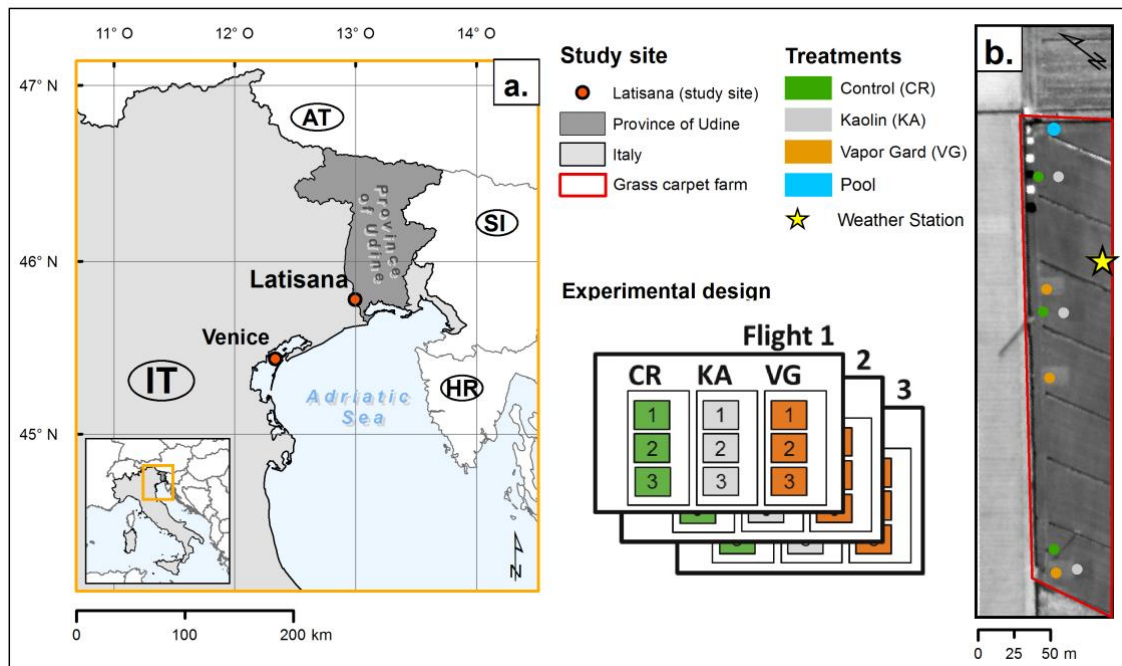 11° O 12° O 13° O 14° O
47° N
46° N
45° N
a.
AT
SI
HR
IT
Province
of Udine
Latisana
Venice
Adriatic
Sea
N
0 100 200 km
Study site
Latisana (study site)
Province of Udine
Italy
Grass carpet farm
Treatments
Control (CR)
Kaolin (KA)
Vapor Gard (VG)
Pool
Weather Station
Experimental design
Flight 1
2
3
CR KA VG
1 1 1
2 2 2
3 3 3
b.
N
0 25 50 m